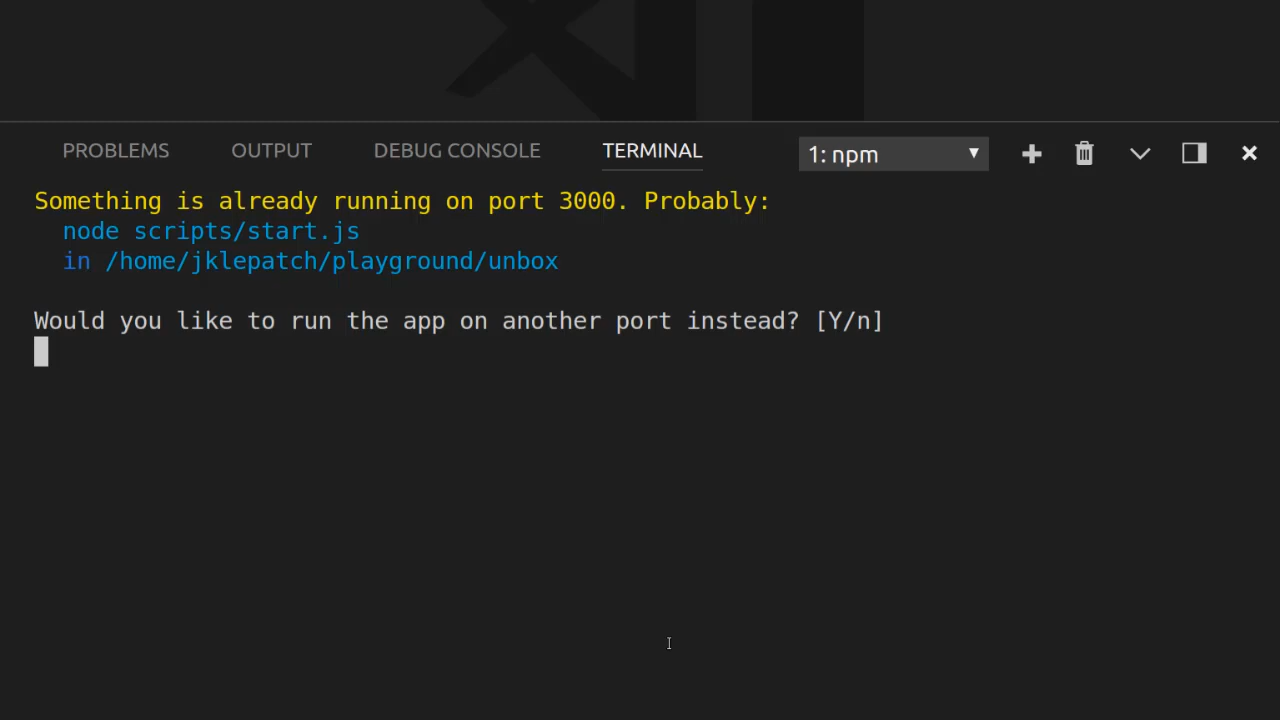 PROBLEMS OUTPUT DEBUG CONSOLE TERMINAL 1: npm
Something is already running on port 3000. Probably:
node scripts/start.js
in /home/jklepatch/playground/unbox
Would you like to run the app on another port instead? [Y/n]